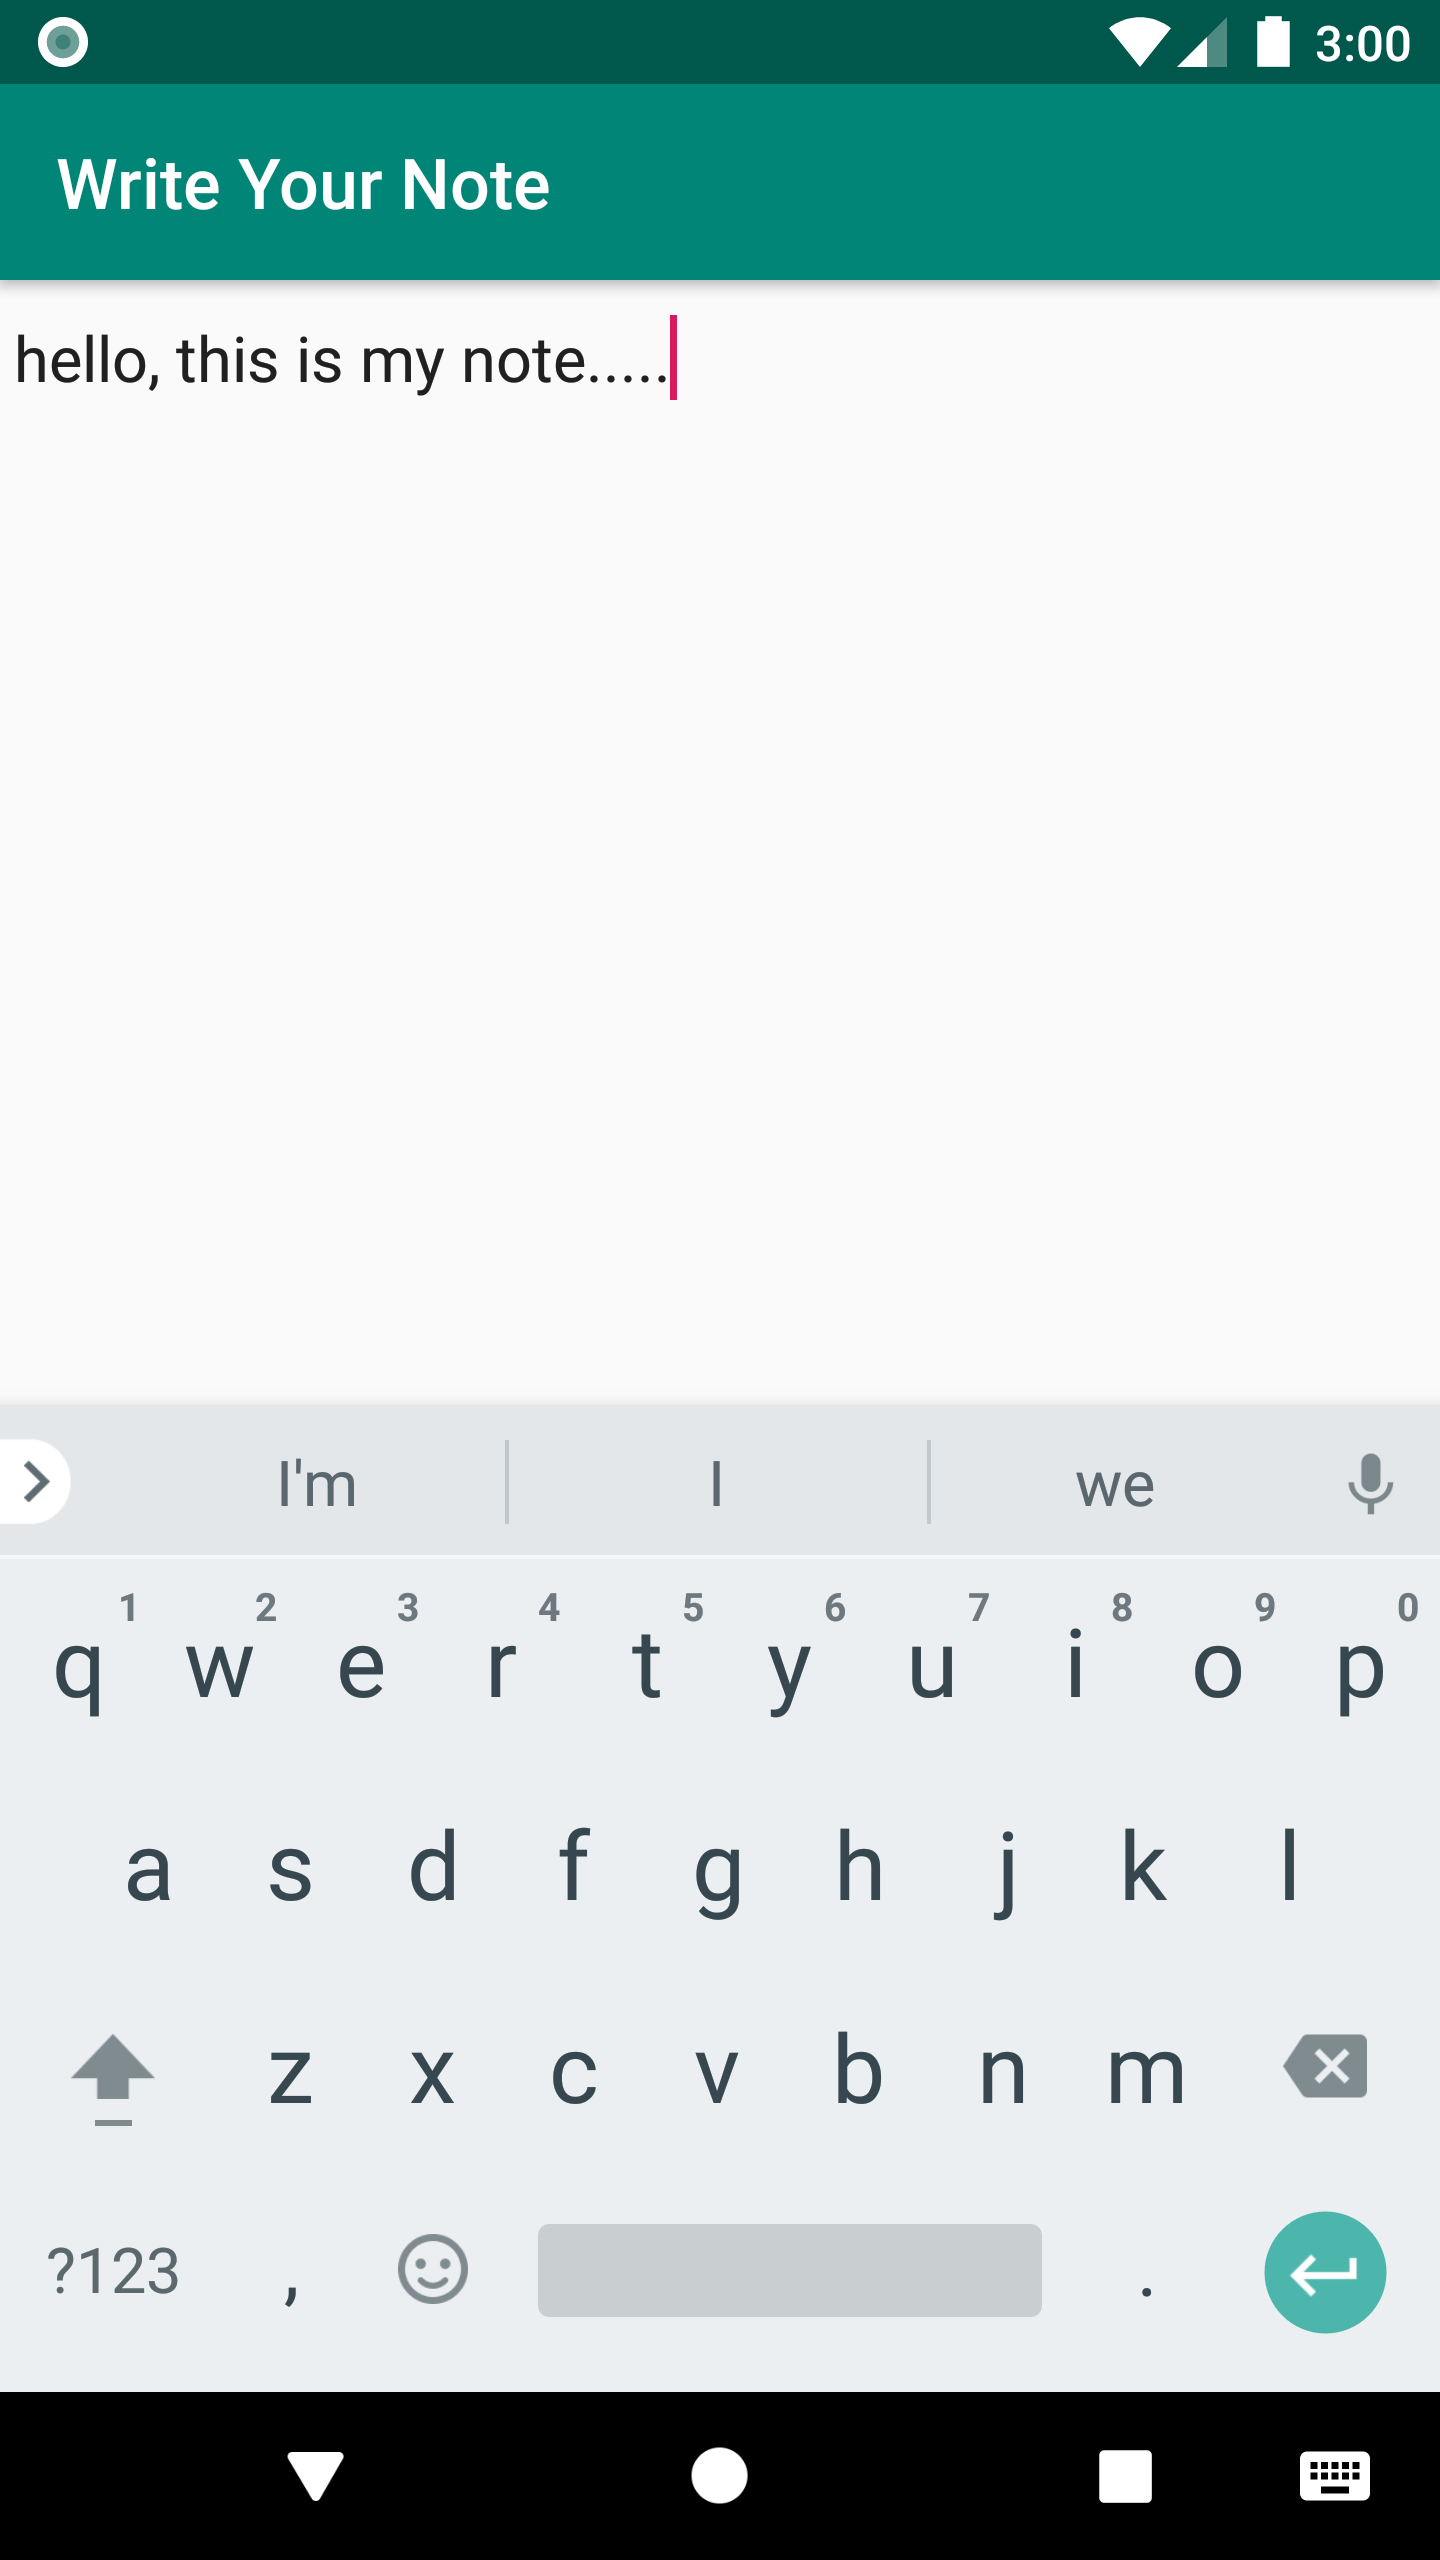 3:00
Write Your Note
hello, this is my note.....
I'm I we
1 2 3 4 5 6 7 8 9 0
q w e r t y u i o p
a s d f g h j k l
z x c v b n m
?123 , .